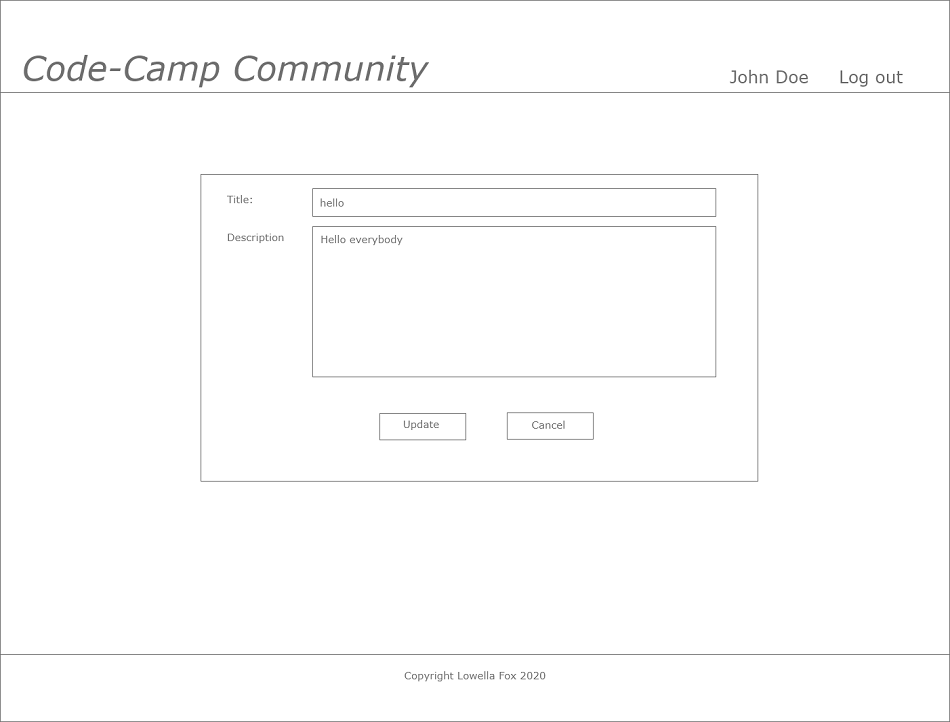 Code-Camp Community
John Doe Log out
Title: hello
Description Hello everybody
Update Cancel
Copyright Lowella Fox 2020